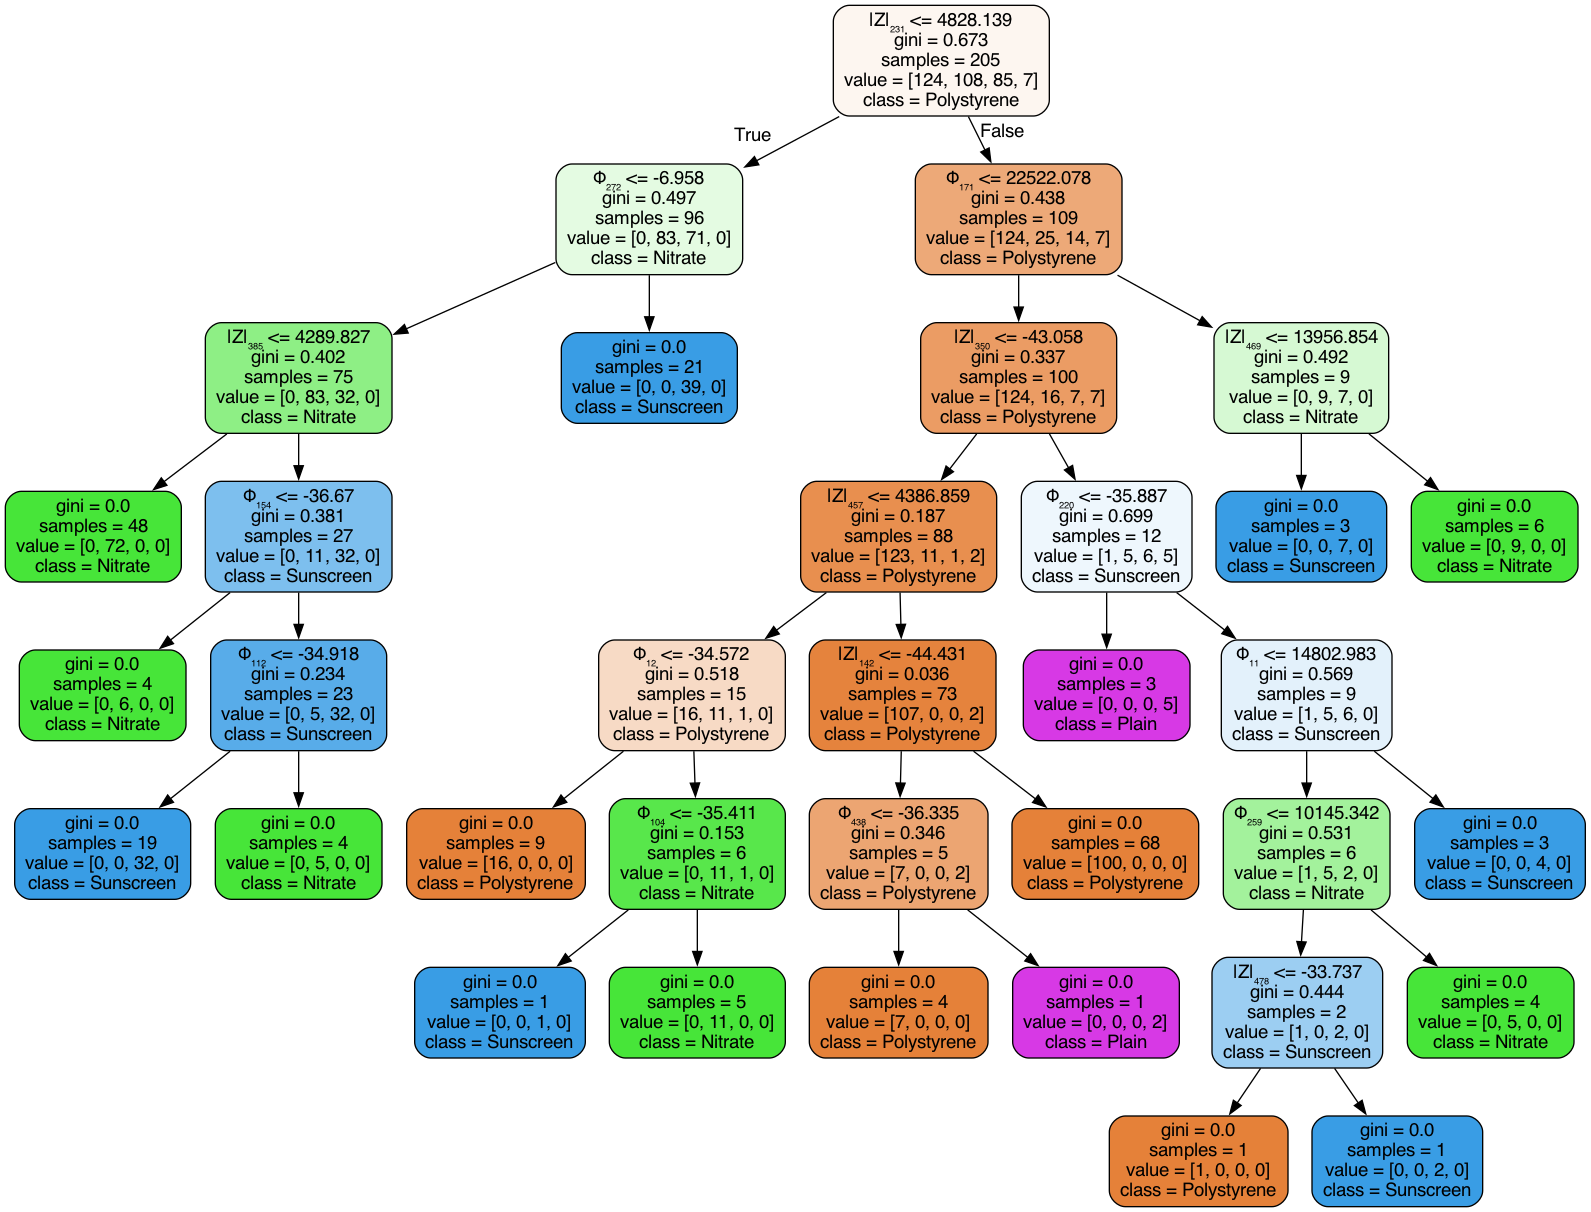 |Z|₂₃₁ <= 4828.139
gini = 0.673
samples = 205
value = [124, 108, 85, 7]
class = Polystyrene
True
False
Φ₂₇₂ <= -6.958
gini = 0.497
samples = 96
value = [0, 83, 71, 0]
class = Nitrate
Φ₁₇₁ <= 22522.078
gini = 0.438
samples = 109
value = [124, 25, 14, 7]
class = Polystyrene
|Z|₃₈₅ <= 4289.827
gini = 0.402
samples = 75
value = [0, 83, 32, 0]
class = Nitrate
gini = 0.0
samples = 21
value = [0, 0, 39, 0]
class = Sunscreen
|Z|₃₅₀ <= -43.058
gini = 0.337
samples = 100
value = [124, 16, 7, 7]
class = Polystyrene
|Z|₄₆₉ <= 13956.854
gini = 0.492
samples = 9
value = [0, 9, 7, 0]
class = Nitrate
gini = 0.0
samples = 48
value = [0, 72, 0, 0]
class = Nitrate
Φ₁₅₄ <= -36.67
gini = 0.381
samples = 27
value = [0, 11, 32, 0]
class = Sunscreen
|Z|₄₅₇ <= 4386.859
gini = 0.187
samples = 88
value = [123, 11, 1, 2]
class = Polystyrene
Φ₂₂₀ <= -35.887
gini = 0.699
samples = 12
value = [1, 5, 6, 5]
class = Sunscreen
gini = 0.0
samples = 3
value = [0, 0, 7, 0]
class = Sunscreen
gini = 0.0
samples = 6
value = [0, 9, 0, 0]
class = Nitrate
gini = 0.0
samples = 4
value = [0, 6, 0, 0]
class = Nitrate
Φ₁₁₂ <= -34.918
gini = 0.234
samples = 23
value = [0, 5, 32, 0]
class = Sunscreen
Φ₁₂ <= -34.572
gini = 0.518
samples = 15
value = [16, 11, 1, 0]
class = Polystyrene
|Z|₁₄₂ <= -44.431
gini = 0.036
samples = 73
value = [107, 0, 0, 2]
class = Polystyrene
gini = 0.0
samples = 3
value = [0, 0, 0, 5]
class = Plain
Φ₁₁ <= 14802.983
gini = 0.569
samples = 9
value = [1, 5, 6, 0]
class = Sunscreen
gini = 0.0
samples = 19
value = [0, 0, 32, 0]
class = Sunscreen
gini = 0.0
samples = 4
value = [0, 5, 0, 0]
class = Nitrate
gini = 0.0
samples = 9
value = [16, 0, 0, 0]
class = Polystyrene
Φ₁₀₄ <= -35.411
gini = 0.153
samples = 6
value = [0, 11, 1, 0]
class = Nitrate
Φ₄₃₈ <= -36.335
gini = 0.346
samples = 5
value = [7, 0, 0, 2]
class = Polystyrene
gini = 0.0
samples = 68
value = [100, 0, 0, 0]
class = Polystyrene
Φ₂₅₉ <= 10145.342
gini = 0.531
samples = 6
value = [1, 5, 2, 0]
class = Nitrate
gini = 0.0
samples = 3
value = [0, 0, 4, 0]
class = Sunscreen
gini = 0.0
samples = 1
value = [0, 0, 1, 0]
class = Sunscreen
gini = 0.0
samples = 5
value = [0, 11, 0, 0]
class = Nitrate
gini = 0.0
samples = 4
value = [7, 0, 0, 0]
class = Polystyrene
gini = 0.0
samples = 1
value = [0, 0, 0, 2]
class = Plain
|Z|₄₇₈ <= -33.737
gini = 0.444
samples = 2
value = [1, 0, 2, 0]
class = Sunscreen
gini = 0.0
samples = 4
value = [0, 5, 0, 0]
class = Nitrate
gini = 0.0
samples = 1
value = [1, 0, 0, 0]
class = Polystyrene
gini = 0.0
samples = 1
value = [0, 0, 2, 0]
class = Sunscreen